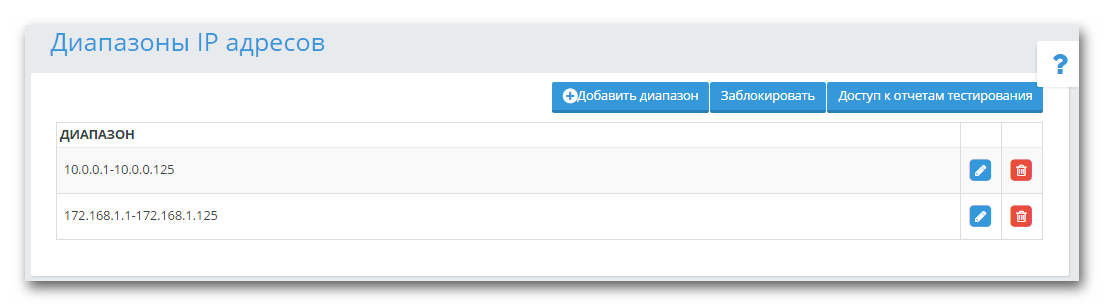 Диапазоны IP адресов
?
Добавить диапазон Заблокировать Доступ к отчетам тестирования
ДИАПАЗОН
10.0.0.1-10.0.0.125
172.168.1.1-172.168.1.125